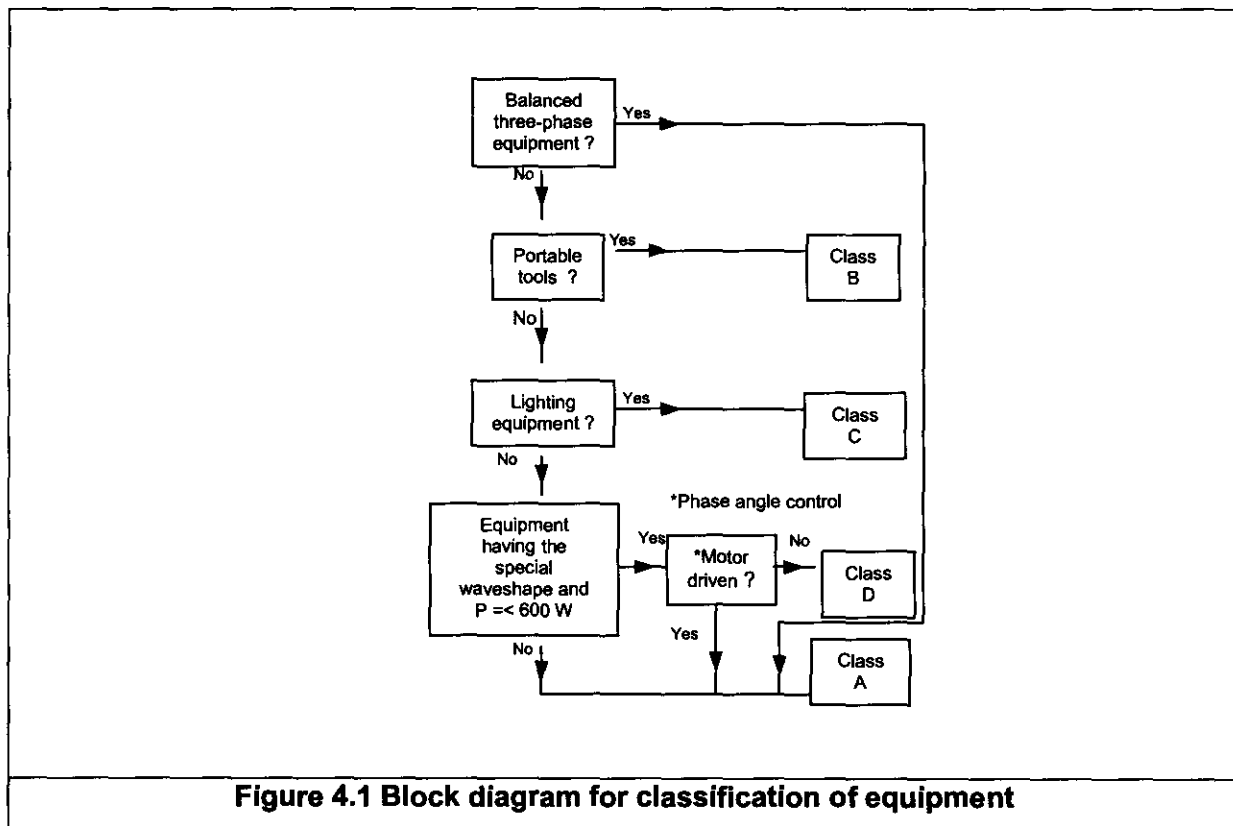 Balanced
three-phase
equipment ?
Yes
No
Portable
tools ?
Yes
Class
B
No
Lighting
equipment ?
Yes
Class
C
No
*Phase angle control
Equipment
having the
special
waveshape and
P =< 600 W
Yes
*Motor
driven ?
No
Class
D
Yes
No
Class
A
Figure 4.1 Block diagram for classification of equipment